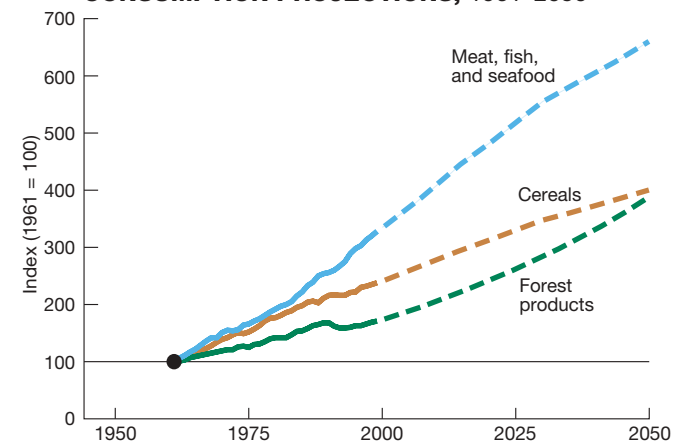 700
600
500
400
300
200
100
0
Index (1961 = 100)
Meat, fish,
and seafood
Cereals
Forest
products
1950
1975
2000
2025
2050